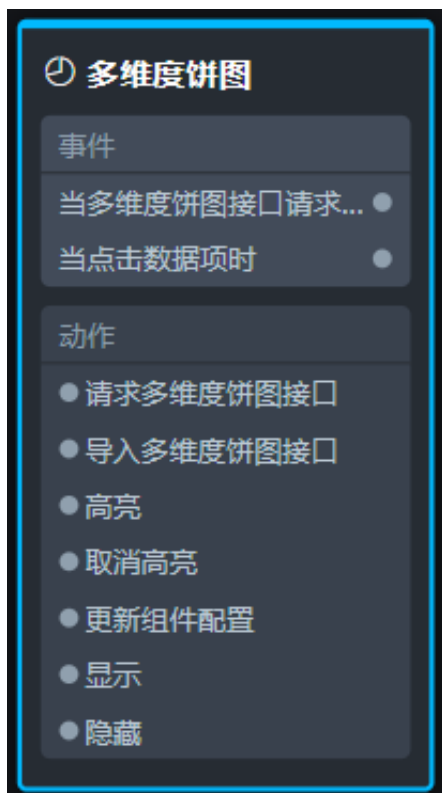 多维度饼图
事件
当多维度饼图接口请求...
当点击数据项时
动作
请求多维度饼图接口
导入多维度饼图接口
高亮
取消高亮
更新组件配置
显示
隐藏